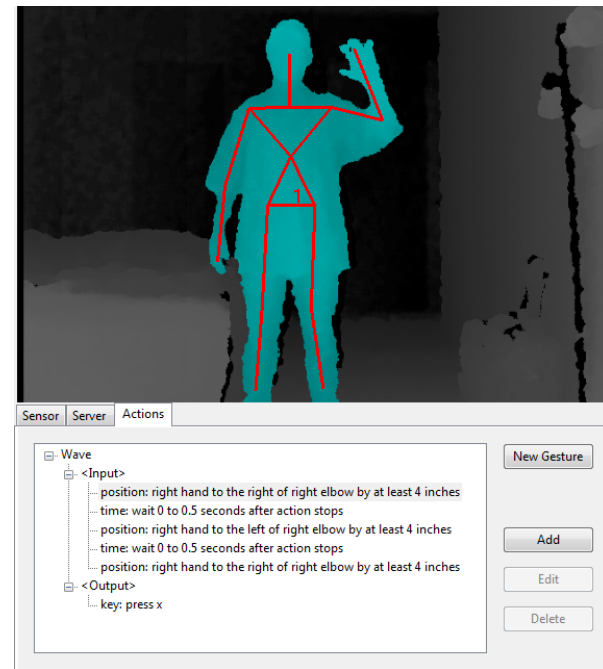 1
Sensor Server Actions
Wave
<Input>
position: right hand to the right of right elbow by at least 4 inches
time: wait 0 to 0.5 seconds after action stops
position: right hand to the left of right elbow by at least 4 inches
time: wait 0 to 0.5 seconds after action stops
position: right hand to the right of right elbow by at least 4 inches
<Output>
key: press x
New Gesture
Add
Edit
Delete